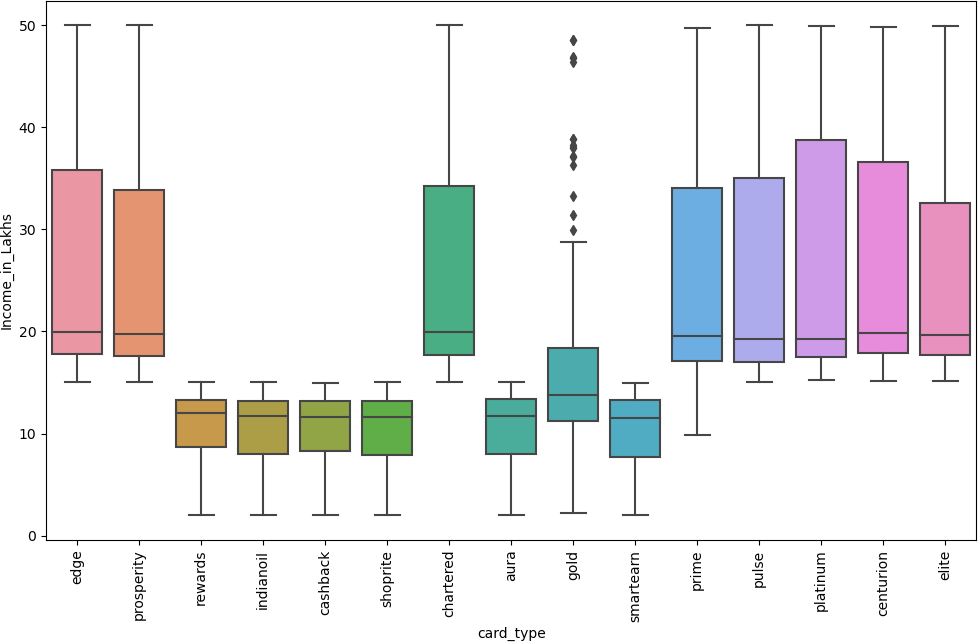 Income_in_Lakhs
50
40
30
20
10
0
edge
prosperity
rewards
indianoil
cashback
shoprite
chartered
aura
gold
smartearn
prime
pulse
platinum
centurion
elite
card_type